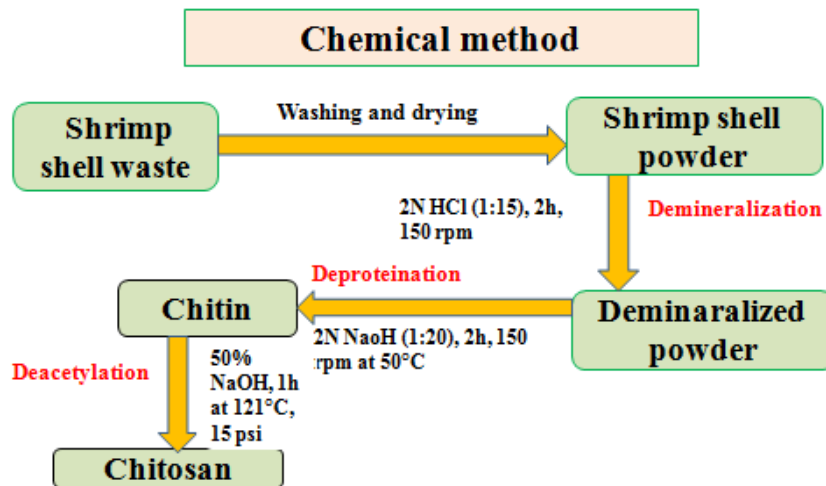 Chemical method
Washing and drying
Shrimp
shell waste
Shrimp shell
powder
2N HCl (1:15), 2h,
150 rpm
Demineralization
Deproteination
Chitin
2N NaoH (1:20), 2h, 150
rpm at 50°C
Deminaralized
powder
Deacetylation
50%
NaOH, 1h
at 121°C,
15 psi
Chitosan